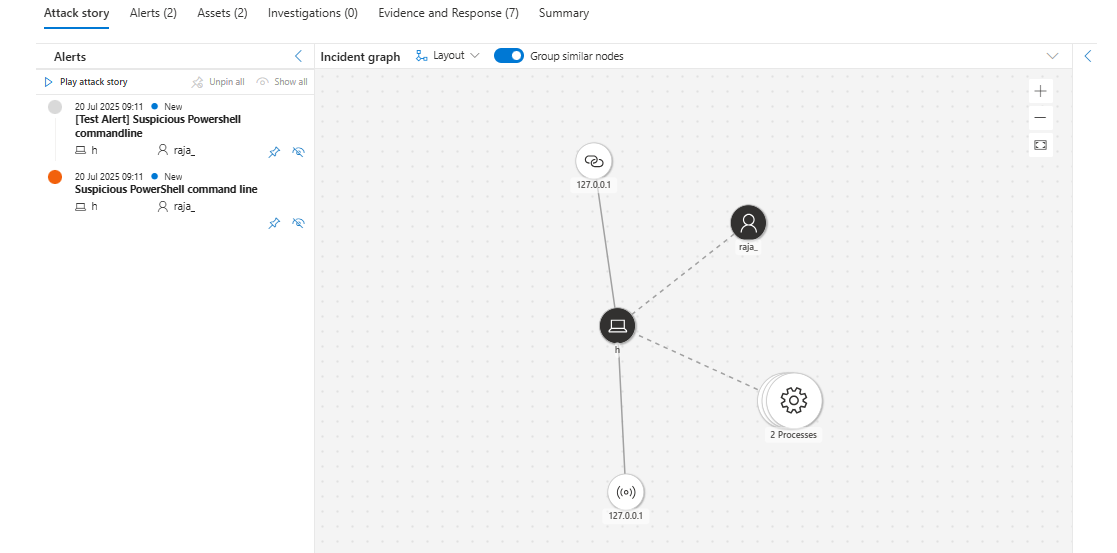 Attack story Alerts (2) Assets (2) Investigations (0) Evidence and Response (7) Summary
Alerts
Play attack story Unpin all Show all
20 Jul 2025 09:11 New
[Test Alert] Suspicious Powershell
commandline
h raja_
20 Jul 2025 09:11 New
Suspicious PowerShell command line
h raja_
Incident graph Layout Group similar nodes
127.0.0.1
raja_
h
2 Processes
127.0.0.1